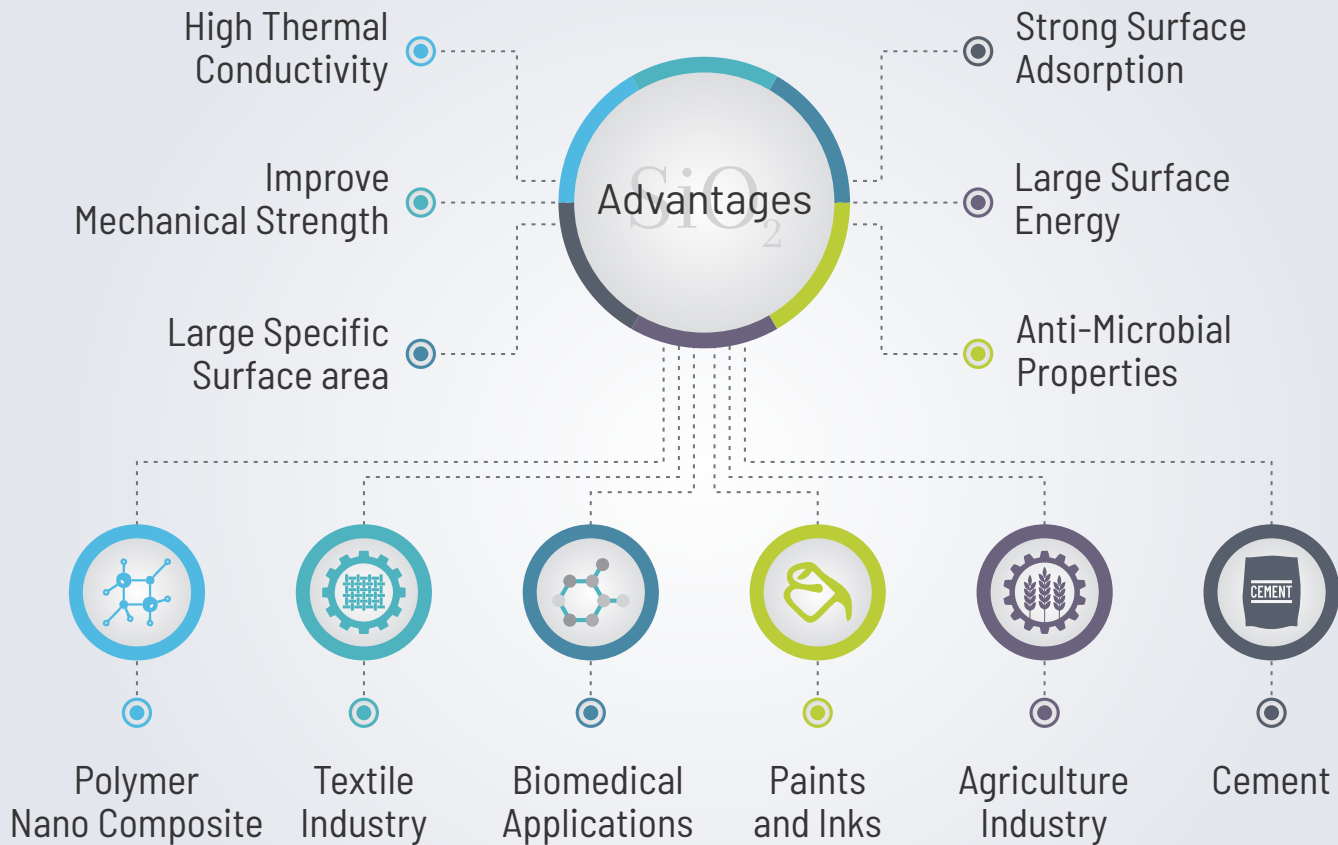 High Thermal
Conductivity
Improve
Mechanical Strength
Large Specific
Surface area
SiO₂
Advantages
Strong Surface
Adsorption
Large Surface
Energy
Anti-Microbial
Properties
CEMENT
Polymer
Nano Composite
Textile
Industry
Biomedical
Applications
Paints
and Inks
Agriculture
Industry
Cement